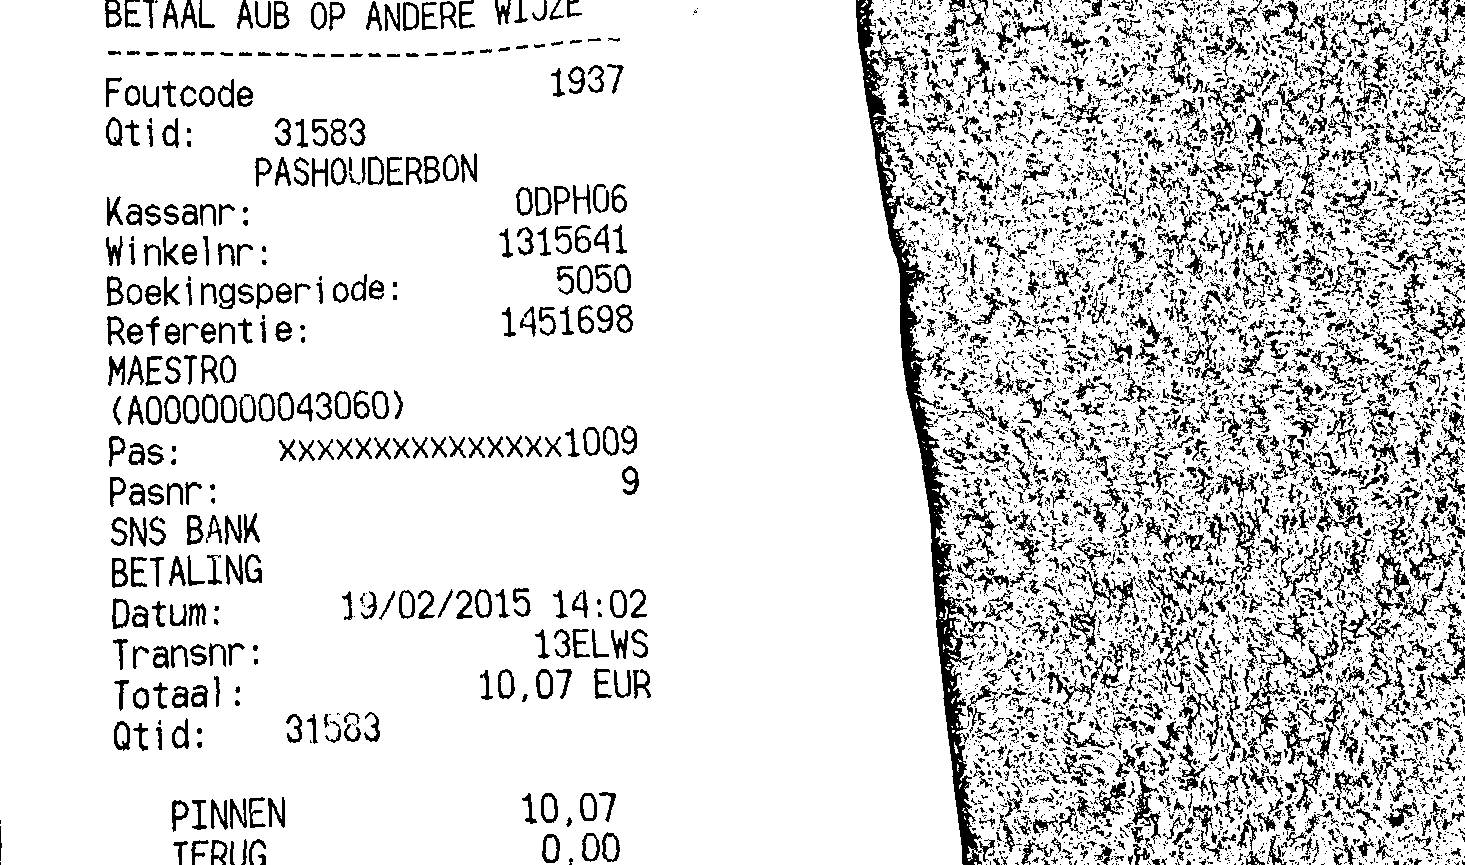 BETAAL AUB OP ANDERE WIJZE
--------------------------------
Foutcode 1937
Qtid: 31583
PASHOUDERBON
Kassanr: 0DPH06
Winkelnr: 1315641
Boekingsperiode: 5050
Referentie: 1451698
MAESTRO
(A0000000043060)
Pas: xxxxxxxxxxxxxxx1009
Pasnr: 9
SNS BANK
BETALING
Datum: 19/02/2015 14:02
Transnr: 13ELWS
Totaal: 10,07 EUR
Qtid: 31583
PINNEN 10,07
TERUG 0,00